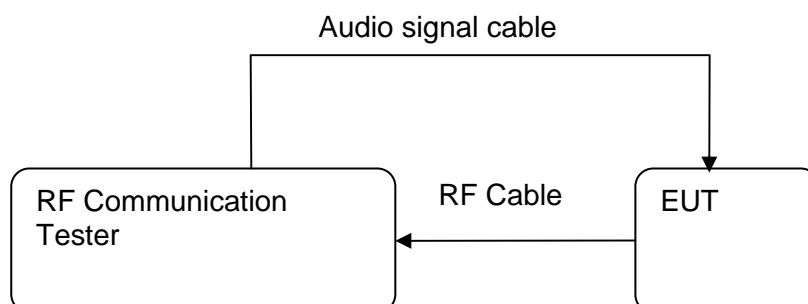 Audio signal cable
RF Communication
Tester
RF Cable
EUT